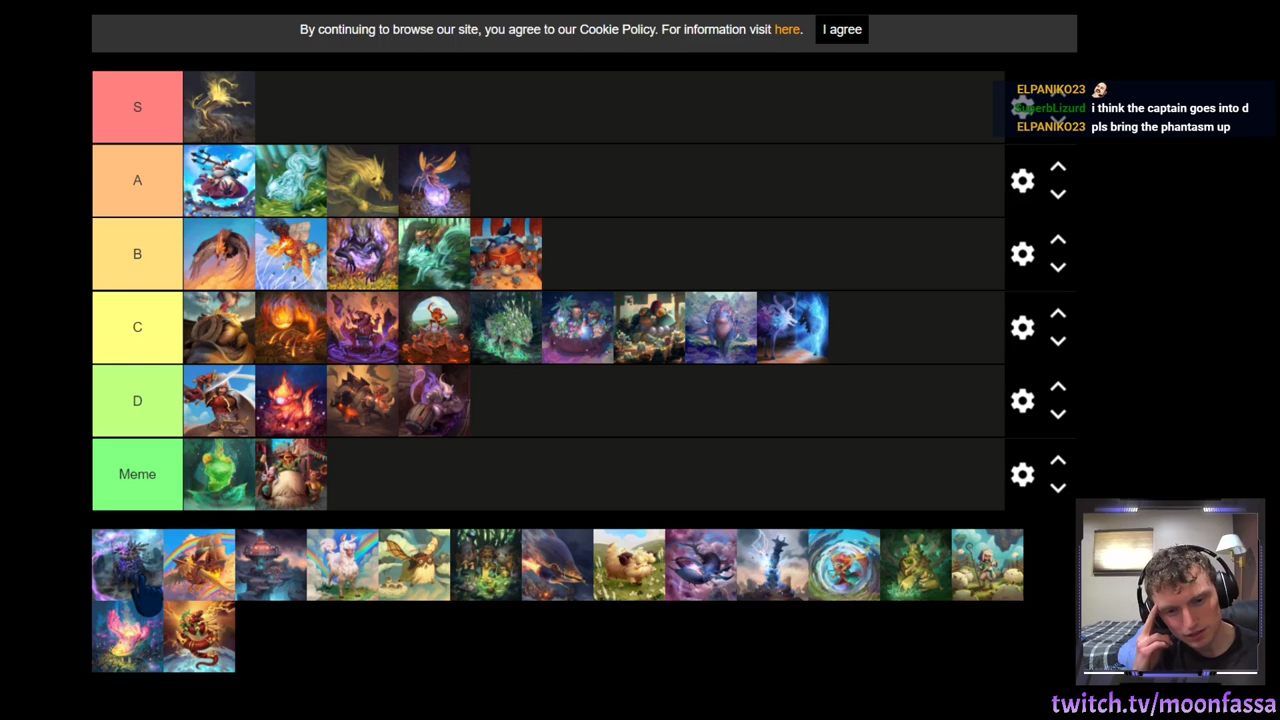 By continuing to browse our site, you agree to our Cookie Policy. For information visit here. I agree
S
ELPANIKO23
SuperbLizurd i think the captain goes into d
ELPANIKO23 pls bring the phantasm up
A
B
C
D
Meme
twitch.tv/moonfassa